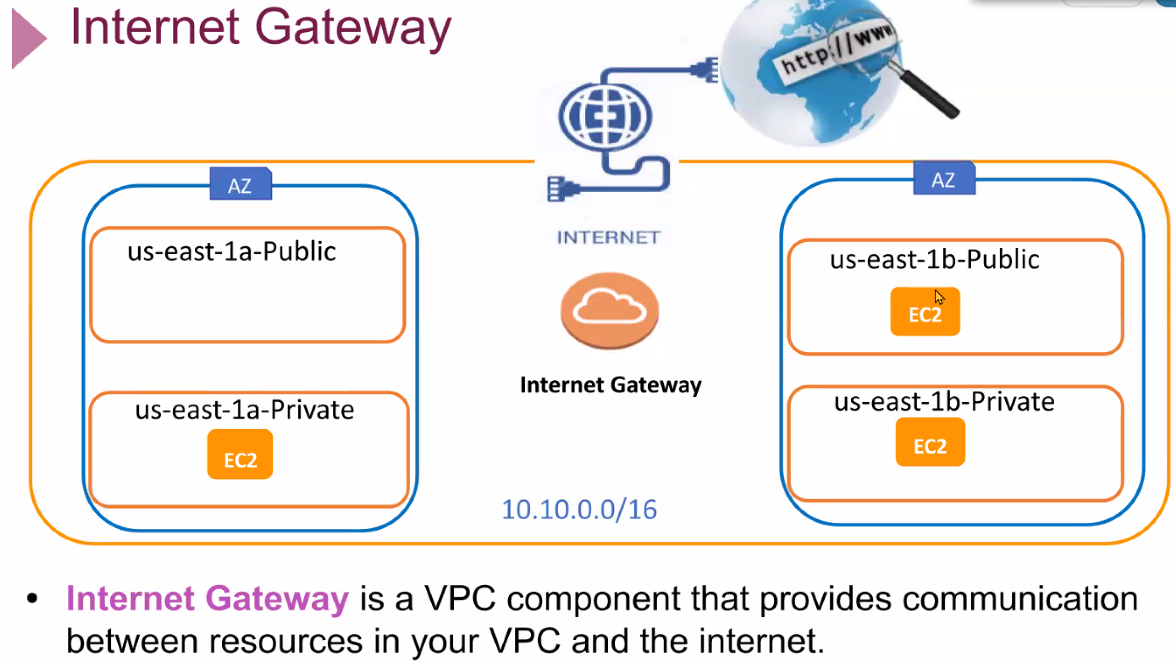 Internet Gateway
http://www
AZ
AZ
us-east-1a-Public
us-east-1b-Public
EC2
INTERNET
Internet Gateway
us-east-1a-Private
EC2
us-east-1b-Private
EC2
10.10.0.0/16
• Internet Gateway is a VPC component that provides communication
between resources in your VPC and the internet.